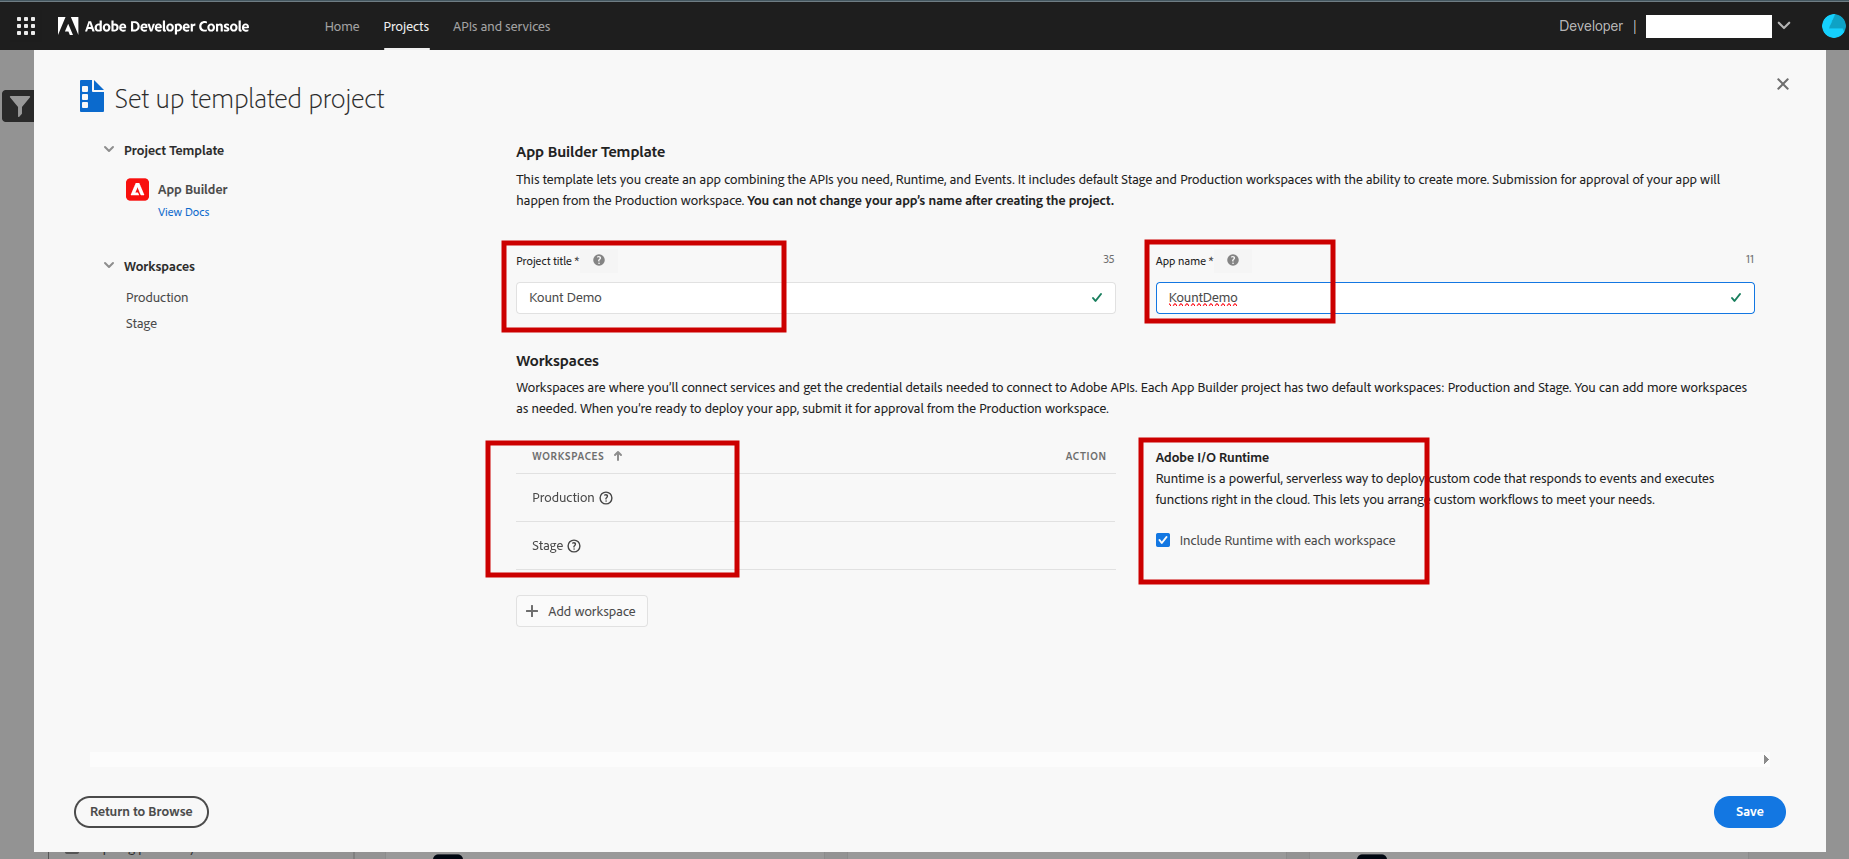 Adobe Developer Console
Home
Projects
APIs and services
Developer |
Set up templated project
Project Template
App Builder
View Docs
Workspaces
Production
Stage
App Builder Template
This template lets you create an app combining the APIs you need, Runtime, and Events. It includes default Stage and Production workspaces with the ability to create more. Submission for approval of your app will
happen from the Production workspace. You can not change your app's name after creating the project.
Project title *
35
Kount Demo
App name *
11
KountDemo
Workspaces
Workspaces are where you'll connect services and get the credential details needed to connect to Adobe APIs. Each App Builder project has two default workspaces: Production and Stage. You can add more workspaces
as needed. When you're ready to deploy your app, submit it for approval from the Production workspace.
WORKSPACES
ACTION
Production
Stage
Add workspace
Adobe I/O Runtime
Runtime is a powerful, serverless way to deploy custom code that responds to events and executes
functions right in the cloud. This lets you arrange custom workflows to meet your needs.
Include Runtime with each workspace
Return to Browse
Save